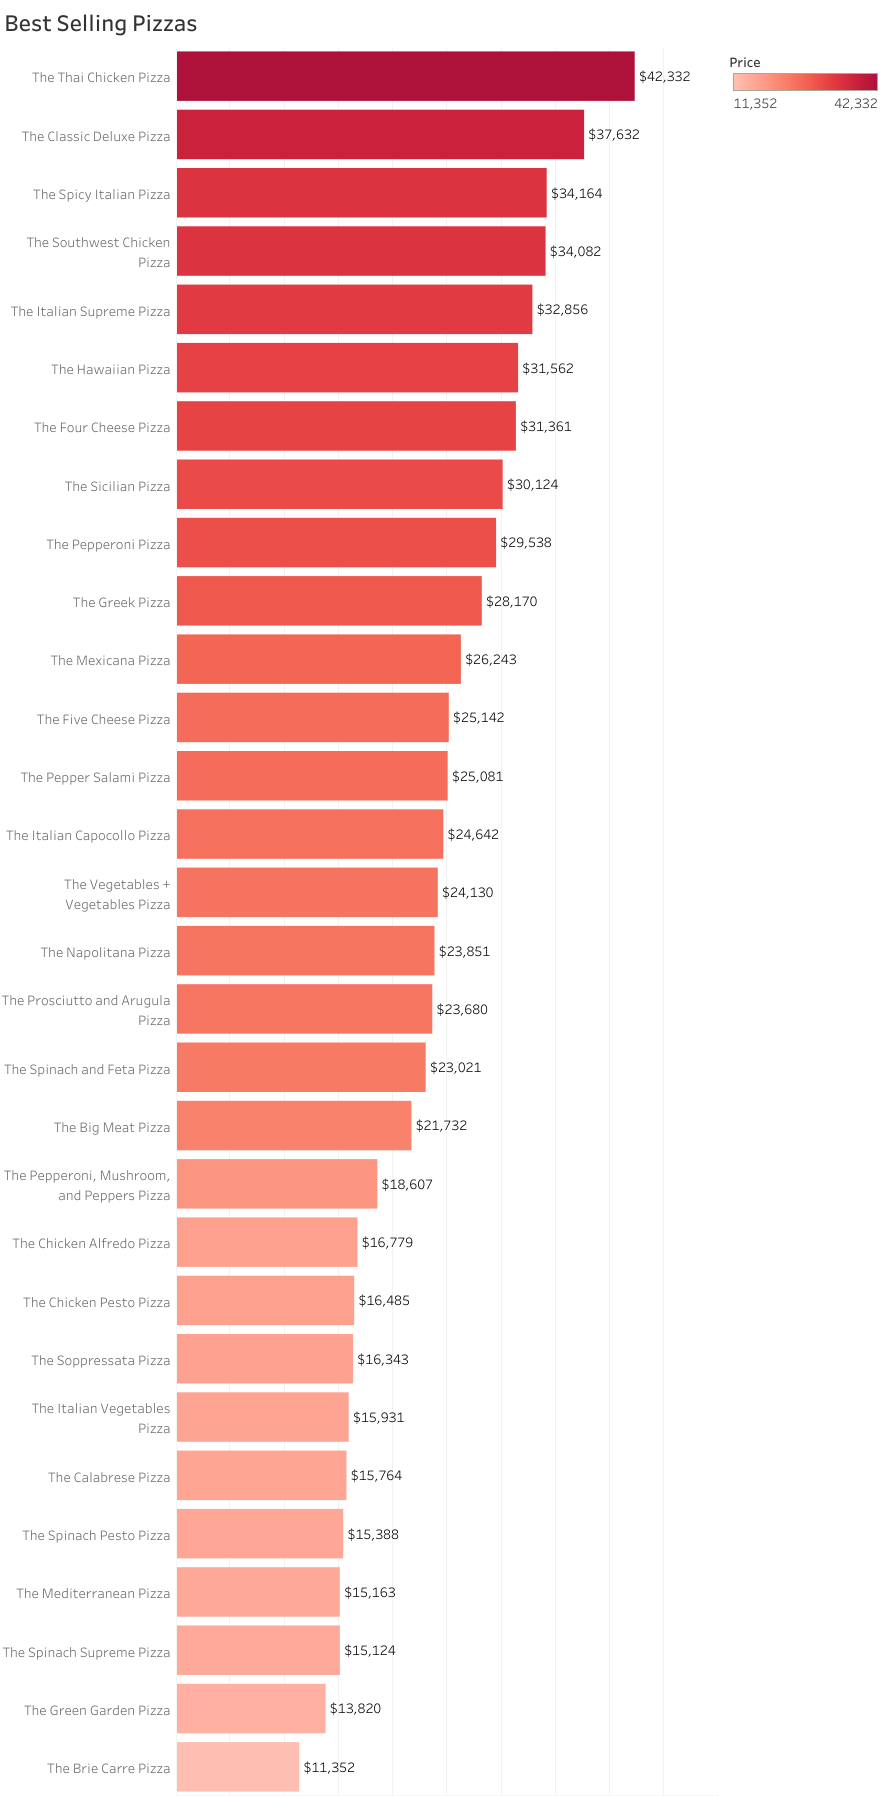 Best Selling Pizzas
Price
11,352 42,332
The Thai Chicken Pizza $42,332
The Classic Deluxe Pizza $37,632
The Spicy Italian Pizza $34,164
The Southwest Chicken
Pizza $34,082
The Italian Supreme Pizza $32,856
The Hawaiian Pizza $31,562
The Four Cheese Pizza $31,361
The Sicilian Pizza $30,124
The Pepperoni Pizza $29,538
The Greek Pizza $28,170
The Mexicana Pizza $26,243
The Five Cheese Pizza $25,142
The Pepper Salami Pizza $25,081
The Italian Capocollo Pizza $24,642
The Vegetables +
Vegetables Pizza $24,130
The Napolitana Pizza $23,851
The Prosciutto and Arugula
Pizza $23,680
The Spinach and Feta Pizza $23,021
The Big Meat Pizza $21,732
The Pepperoni, Mushroom,
and Peppers Pizza $18,607
The Chicken Alfredo Pizza $16,779
The Chicken Pesto Pizza $16,485
The Soppressata Pizza $16,343
The Italian Vegetables
Pizza $15,931
The Calabrese Pizza $15,764
The Spinach Pesto Pizza $15,388
The Mediterranean Pizza $15,163
The Spinach Supreme Pizza $15,124
The Green Garden Pizza $13,820
The Brie Carre Pizza $11,352